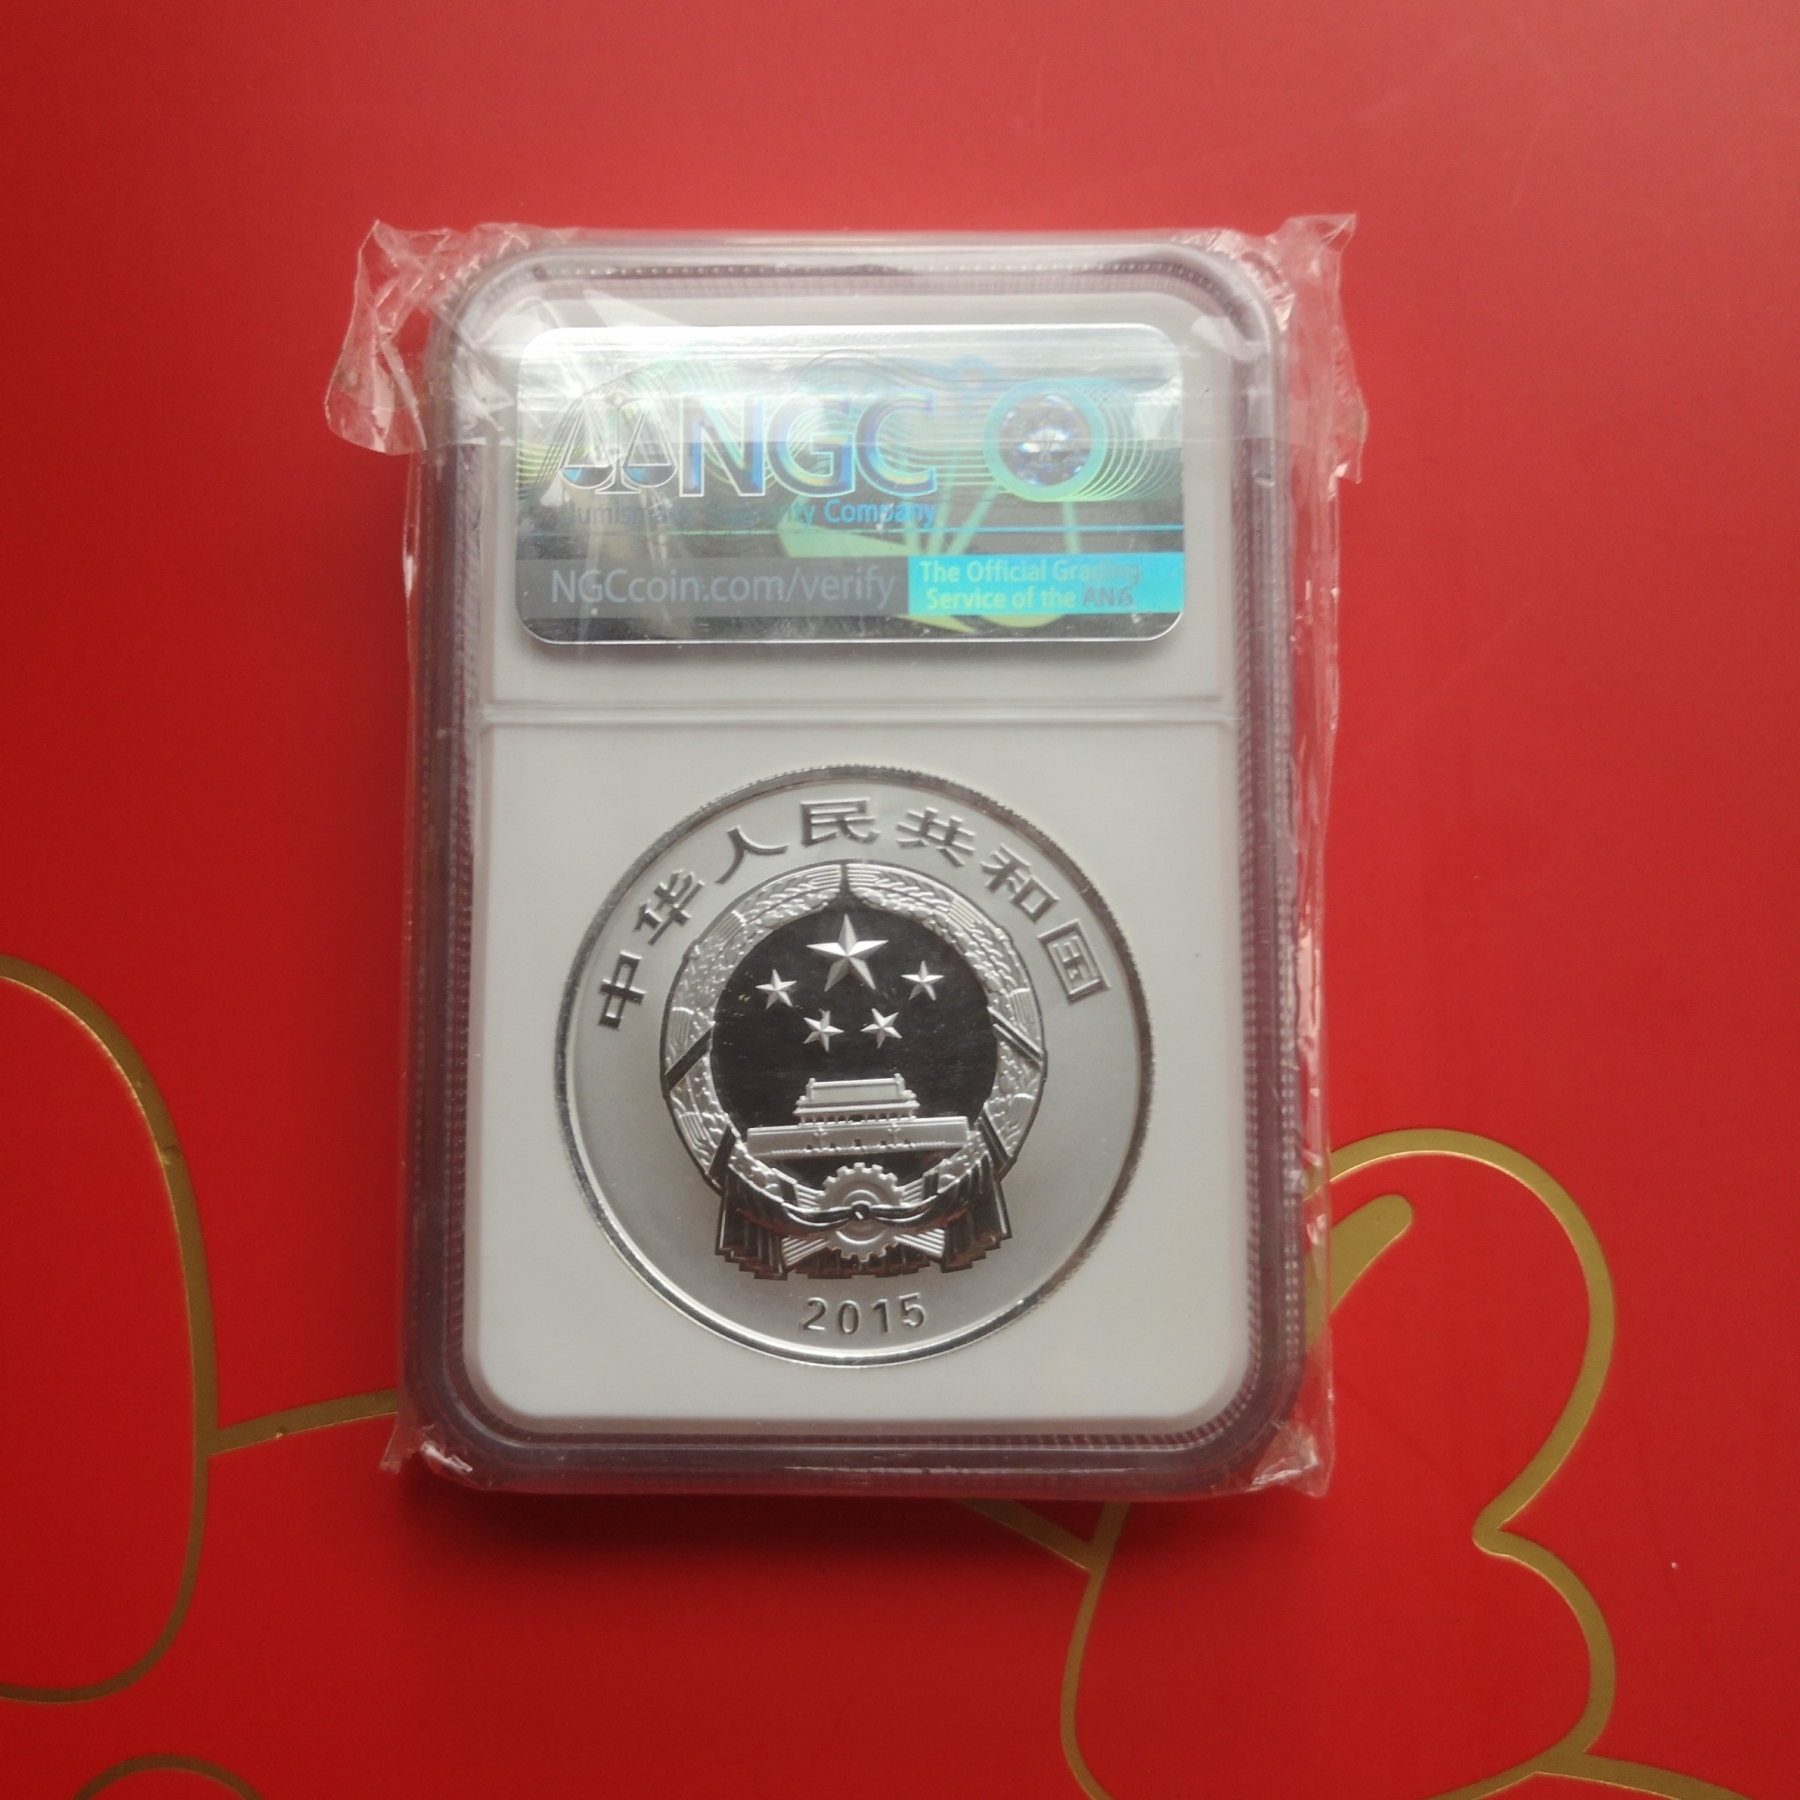 NGC
Numismatic Guaranty Company
NGCcoin.com/verify
The Official Grading
Service of the ANA
中华人民共和国
2015